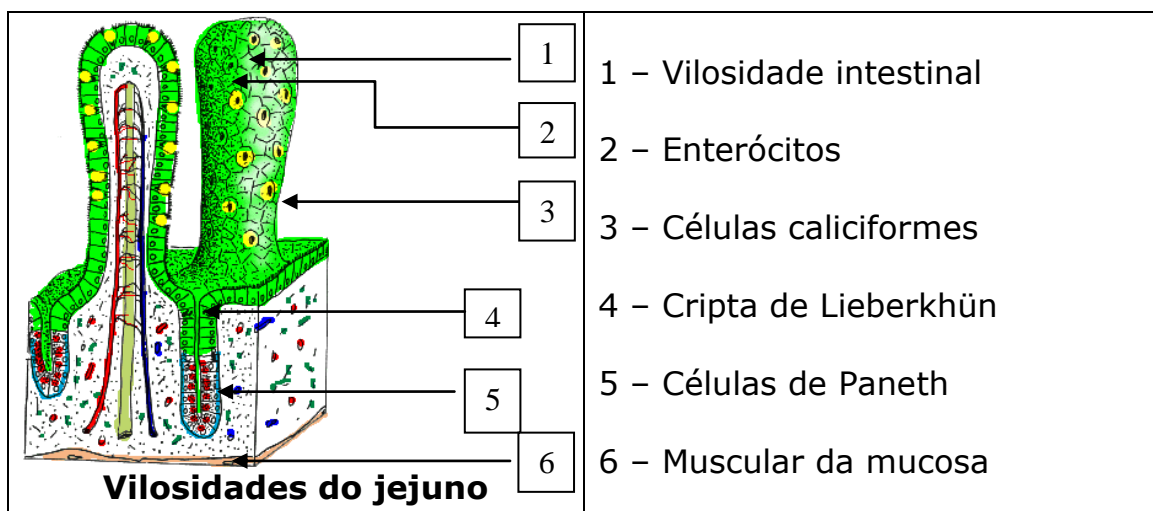 1
2
3
4
5
6
Vilosidades do jejuno
1 – Vilosidade intestinal
2 – Enterócitos
3 – Células caliciformes
4 – Cripta de Lieberkhün
5 – Células de Paneth
6 – Muscular da mucosa